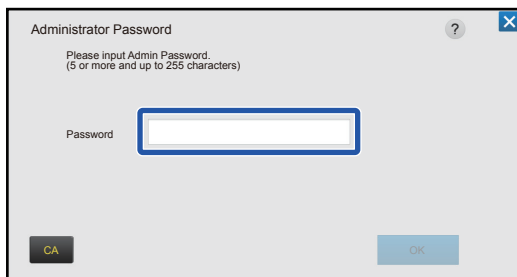 Administrator Password
?
Please input Admin Password.
(5 or more and up to 255 characters)
Password
CA
OK